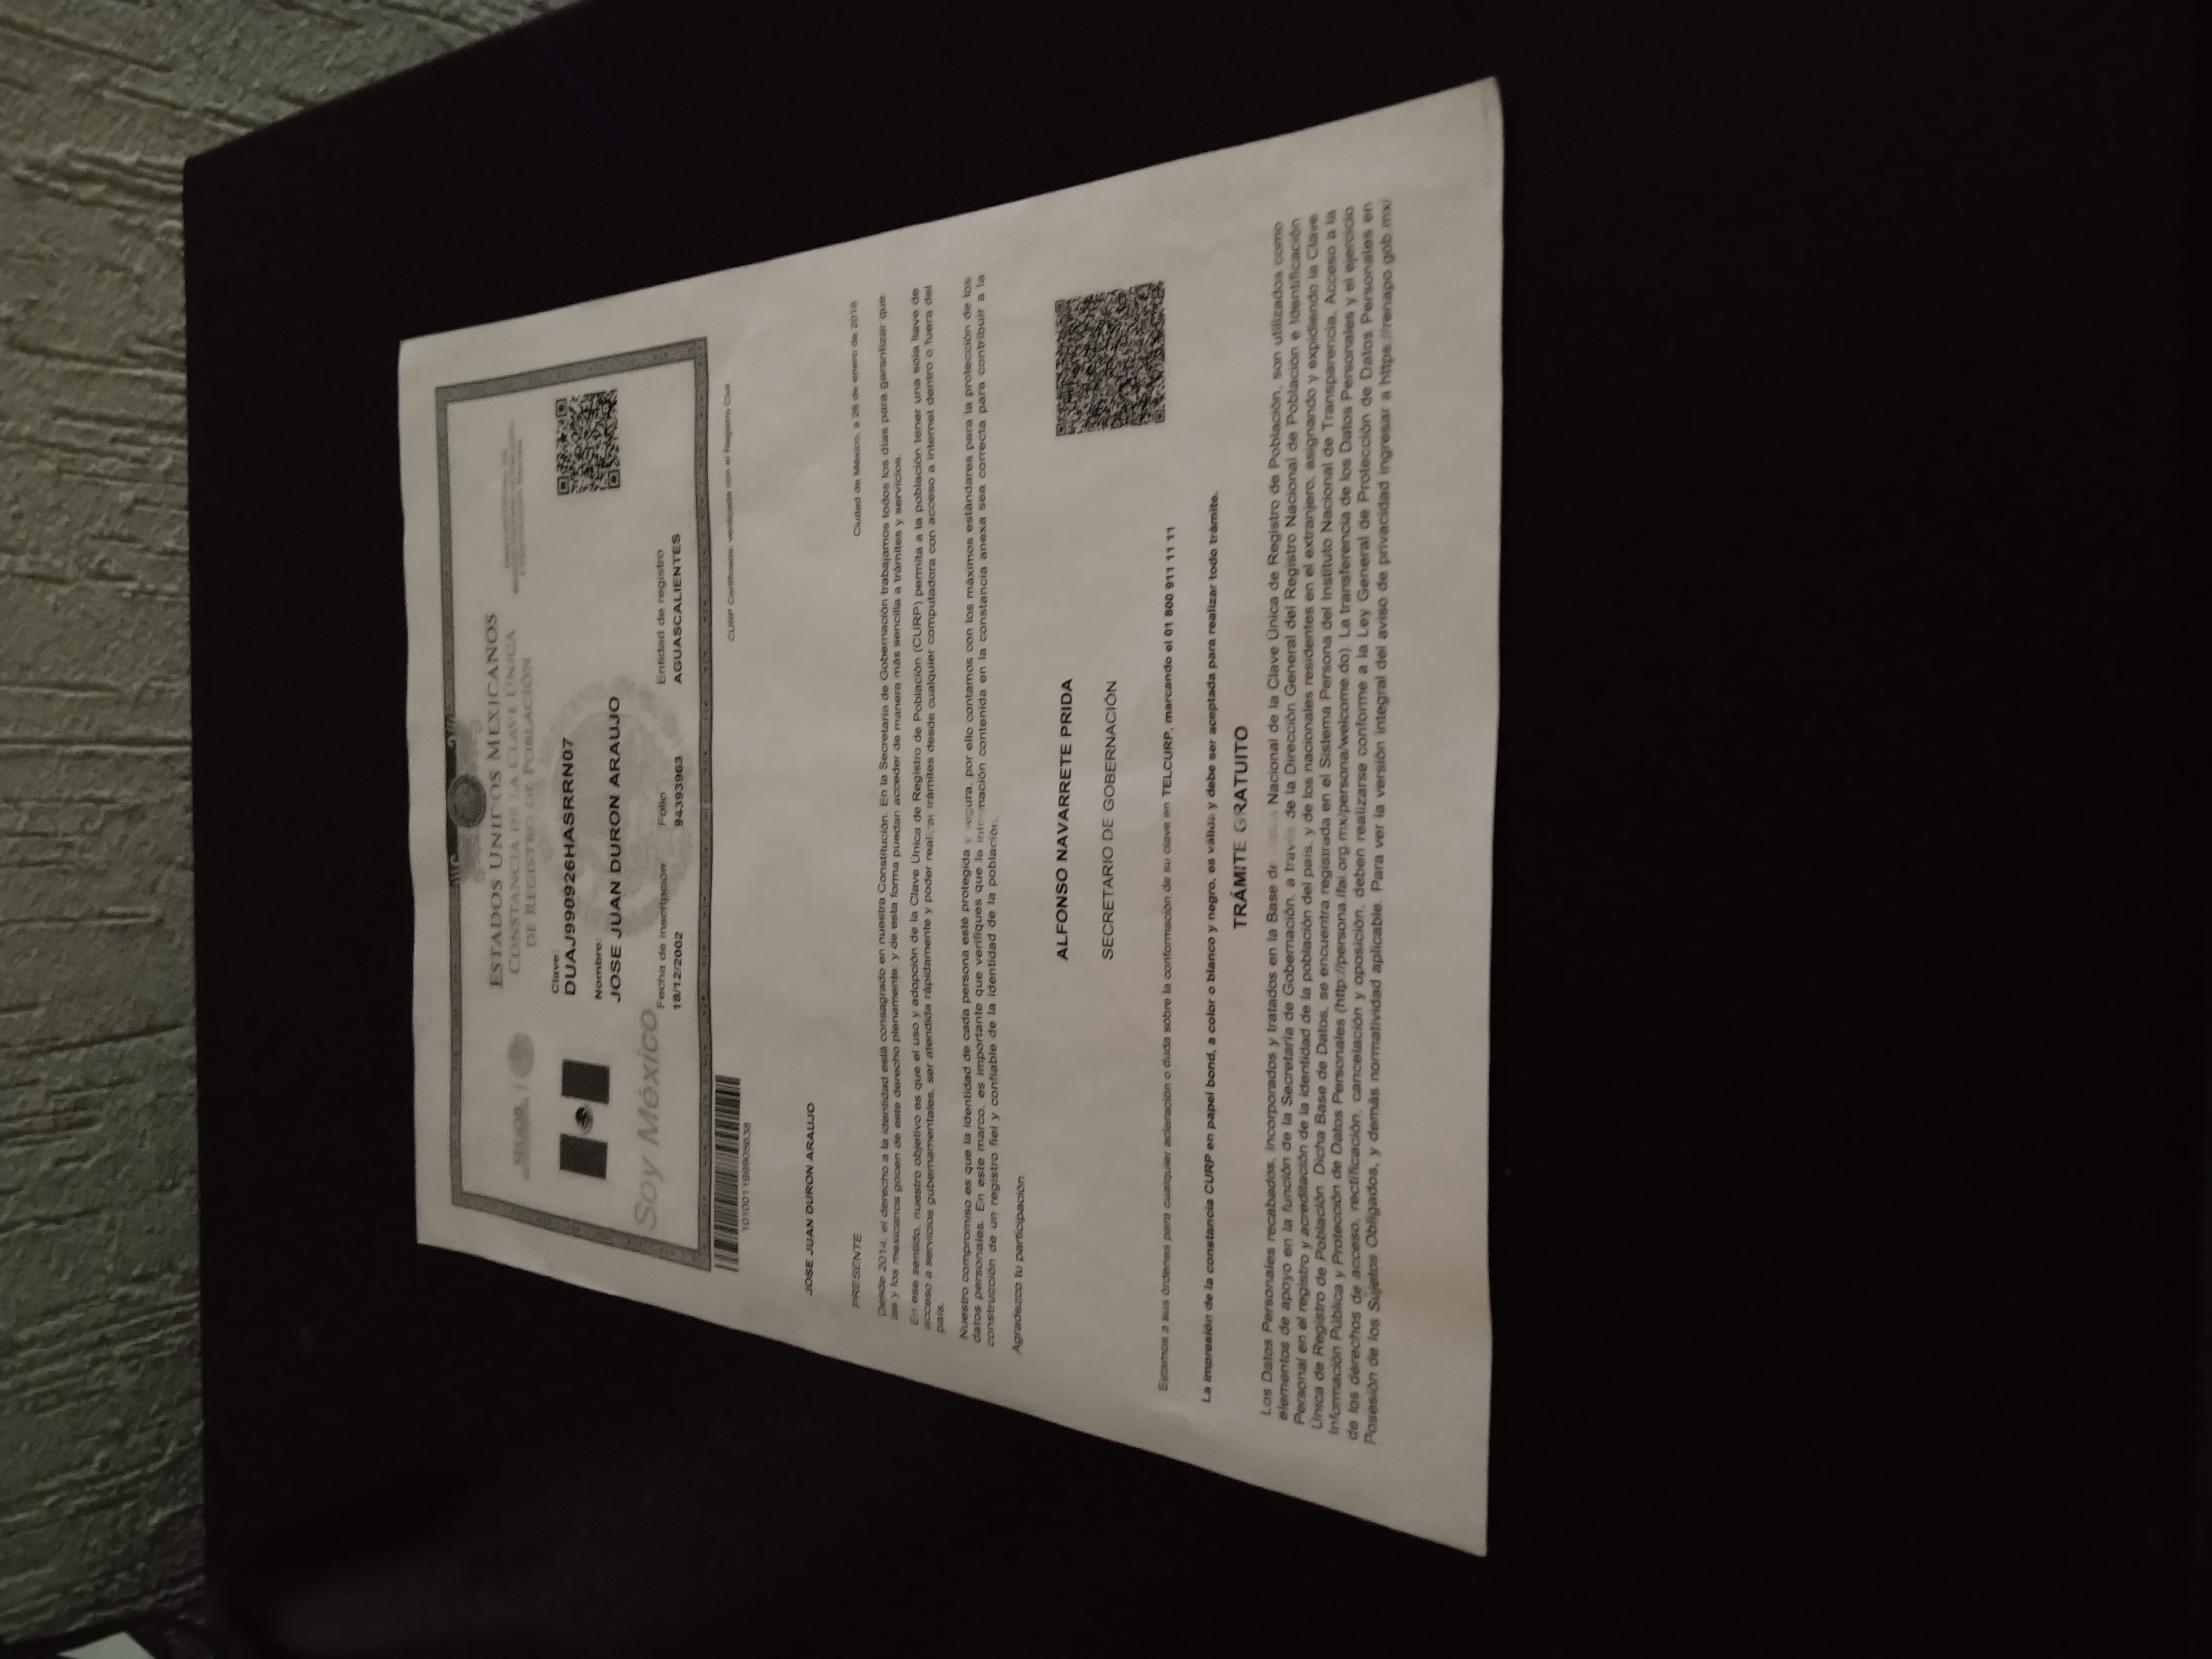 ESTADOS UNIDOS MEXICANOS
CONSTANCIA DE LA CLAVE ÚNICA
DE REGISTRO DE POBLACIÓN
SEGOB
Clave:
DUAJ990926HASRRN07
Nombre:
JOSE JUAN DURON ARAUJO
Soy México
Fecha de inscripción Folio Entidad de registro
18/12/2002 94393963 AGUASCALIENTES
101001199905638
CURP Certificada: verificada con el Registro Civil
JOSE JUAN DURON ARAUJO
PRESENTE
Ciudad de México, a 26 de enero de 2018
Desde 2014, el derecho a la identidad está consagrado en nuestra Constitución. En la Secretaría de Gobernación trabajamos todos los días para garantizar que
las y los mexicanos gocen de este derecho plenamente; y de esta forma puedan acceder de manera más sencilla a trámites y servicios.
En ese sentido, nuestro objetivo es que el uso y adopción de la Clave Única de Registro de Población (CURP) permita a la población tener una sola llave de
acceso a servicios gubernamentales, ser atendida rápidamente y poder realizar trámites desde cualquier computadora con acceso a internet dentro o fuera del
país.
Nuestro compromiso es que la identidad de cada persona esté protegida y segura, por ello contamos con los máximos estándares para la protección de los
datos personales. En este marco, es importante que verifiques que la información contenida en la constancia anexa sea correcta para contribuir a la
construcción de un registro fiel y confiable de la identidad de la población.
Agradezco tu participación.
ALFONSO NAVARRETE PRIDA
SECRETARIO DE GOBERNACIÓN
Estamos a sus órdenes para cualquier aclaración o duda sobre la conformación de su clave en TELCURP, marcando el 01 800 911 11 11
La impresión de la constancia CURP en papel bond, a color o blanco y negro, es válida y debe ser aceptada para realizar todo trámite.
TRÁMITE GRATUITO
Los Datos Personales recabados, incorporados y tratados en la Base de Datos Nacional de la Clave Única de Registro de Población, son utilizados como
elementos de apoyo en la función de la Secretaría de Gobernación, a través de la Dirección General del Registro Nacional de Población e Identificación
Personal en el registro y acreditación de la identidad de la población del país, y de los nacionales residentes en el extranjero, asignando y expidiendo la Clave
Única de Registro de Población. Dicha Base de Datos, se encuentra registrada en el Sistema Persona del Instituto Nacional de Transparencia, Acceso a la
Información Pública y Protección de Datos Personales (http://persona.ifai.org.mx/persona/welcome.do). La transferencia de los Datos Personales y el ejercicio
de los derechos de acceso, rectificación, cancelación y oposición, deben realizarse conforme a la Ley General de Protección de Datos Personales en
Posesión de los Sujetos Obligados, y demás normatividad aplicable. Para ver la versión integral del aviso de privacidad ingresar a https://renapo.gob.mx/